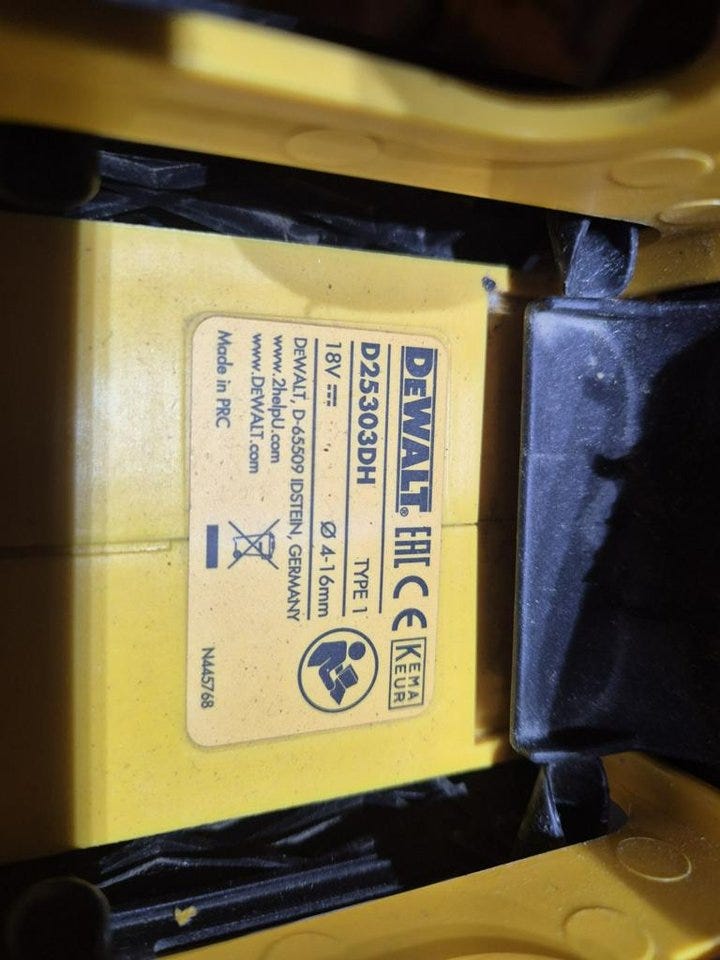 DEWALT® EAC CE KEMA KEUR
D25303DH TYPE 1
18V Ø 4-16mm
DEWALT, D-65509 IDSTEIN, GERMANY
www.2helpU.com
www.DEWALT.com
Made in PRC N445768